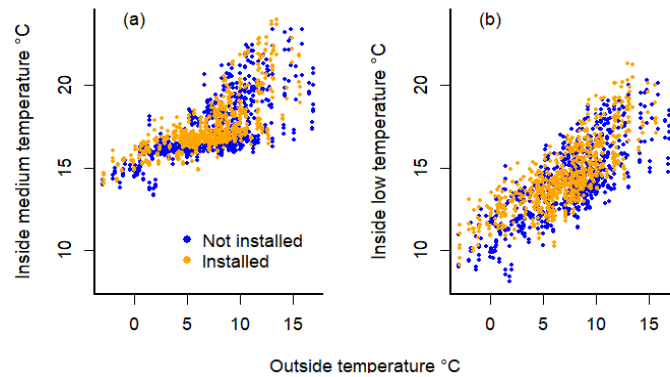 (a)
(b)
Inside medium temperature °C
20
15
10
Not installed
Installed
0 5 10 15
Inside low temperature °C
20
15
10
0 5 10 15
Outside temperature °C